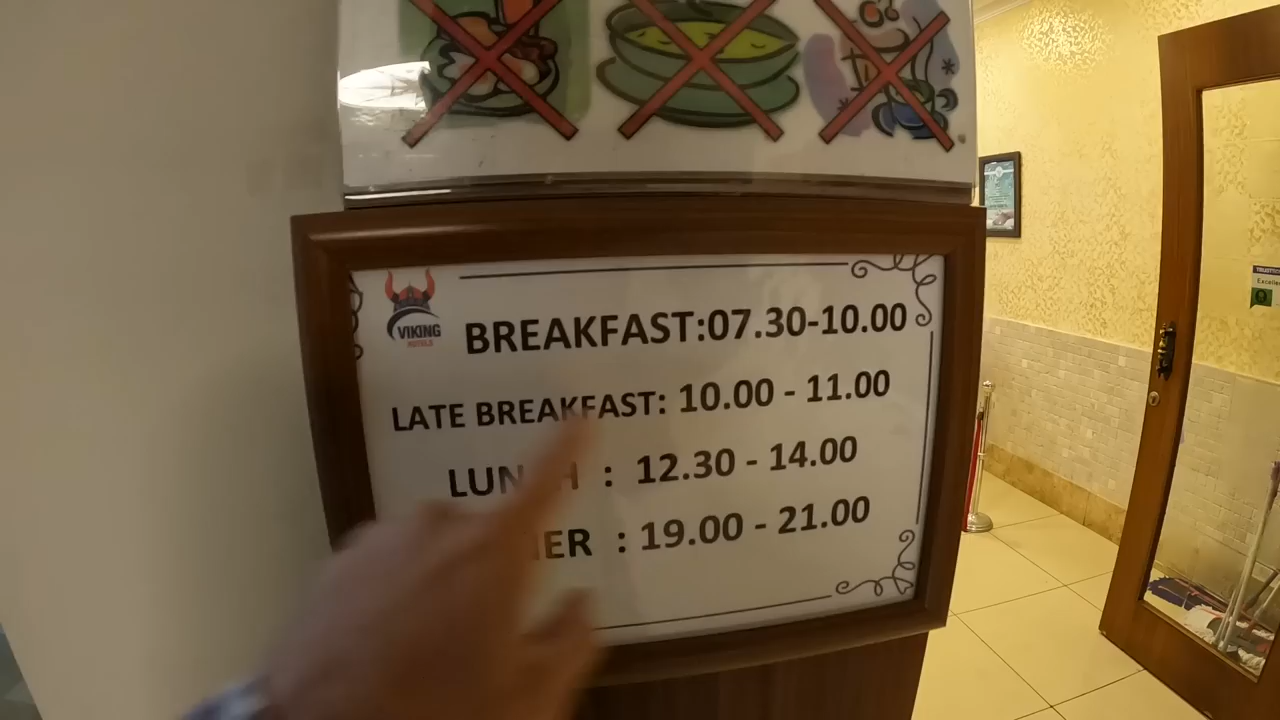 VIKING
HOTELS
BREAKFAST:07.30-10.00
LATE BREAKFAST: 10.00 - 11.00
LUNCH : 12.30 - 14.00
: 19.00 - 21.00